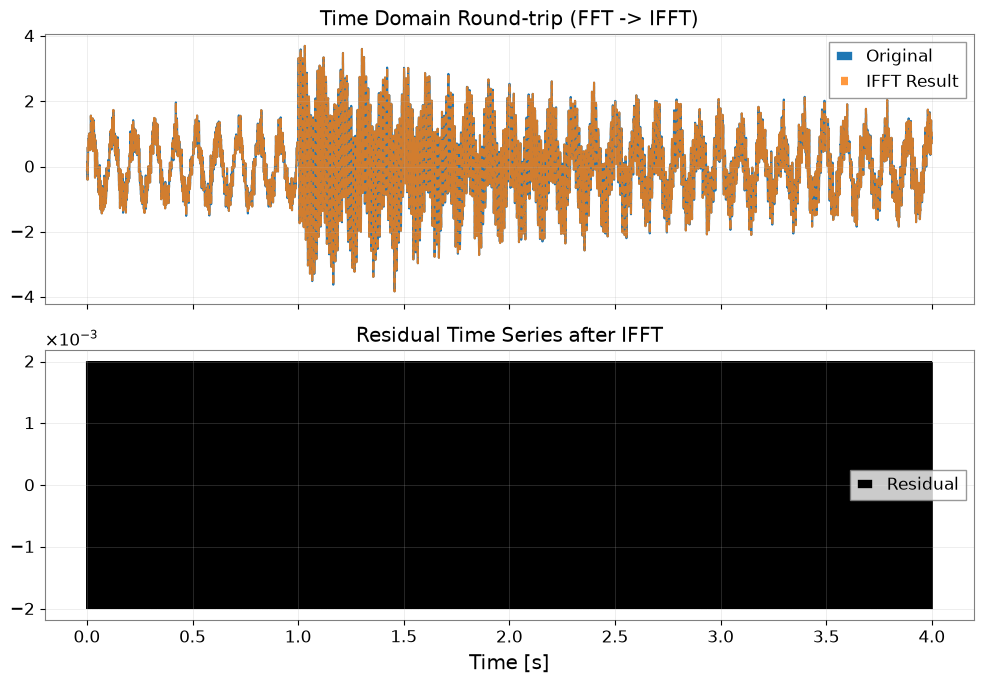 Time Domain Round-trip (FFT -> IFFT)
4
2
0
−2
−4
Original
IFFT Result
Residual Time Series after IFFT
×10⁻³
2
1
0
−1
−2
Residual
0.0 0.5 1.0 1.5 2.0 2.5 3.0 3.5 4.0
Time [s]